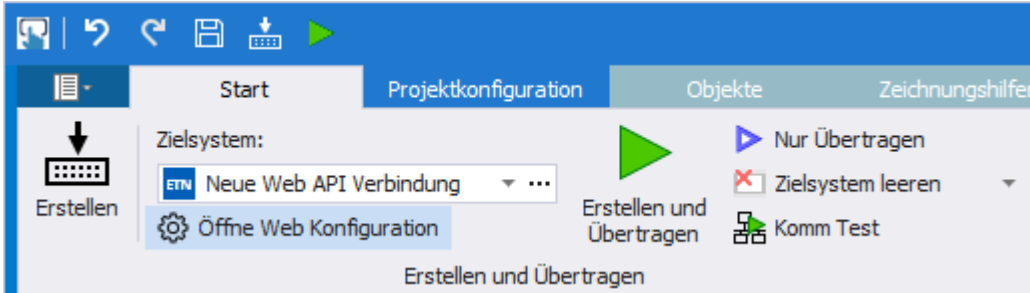 Start
Projektkonfiguration
Objekte
Zeichnungshilfen
Erstellen
Zielsystem:
ETN Neue Web API Verbindung
Öffne Web Konfiguration
Erstellen und
Übertragen
Nur Übertragen
Zielsystem leeren
Komm Test
Erstellen und Übertragen